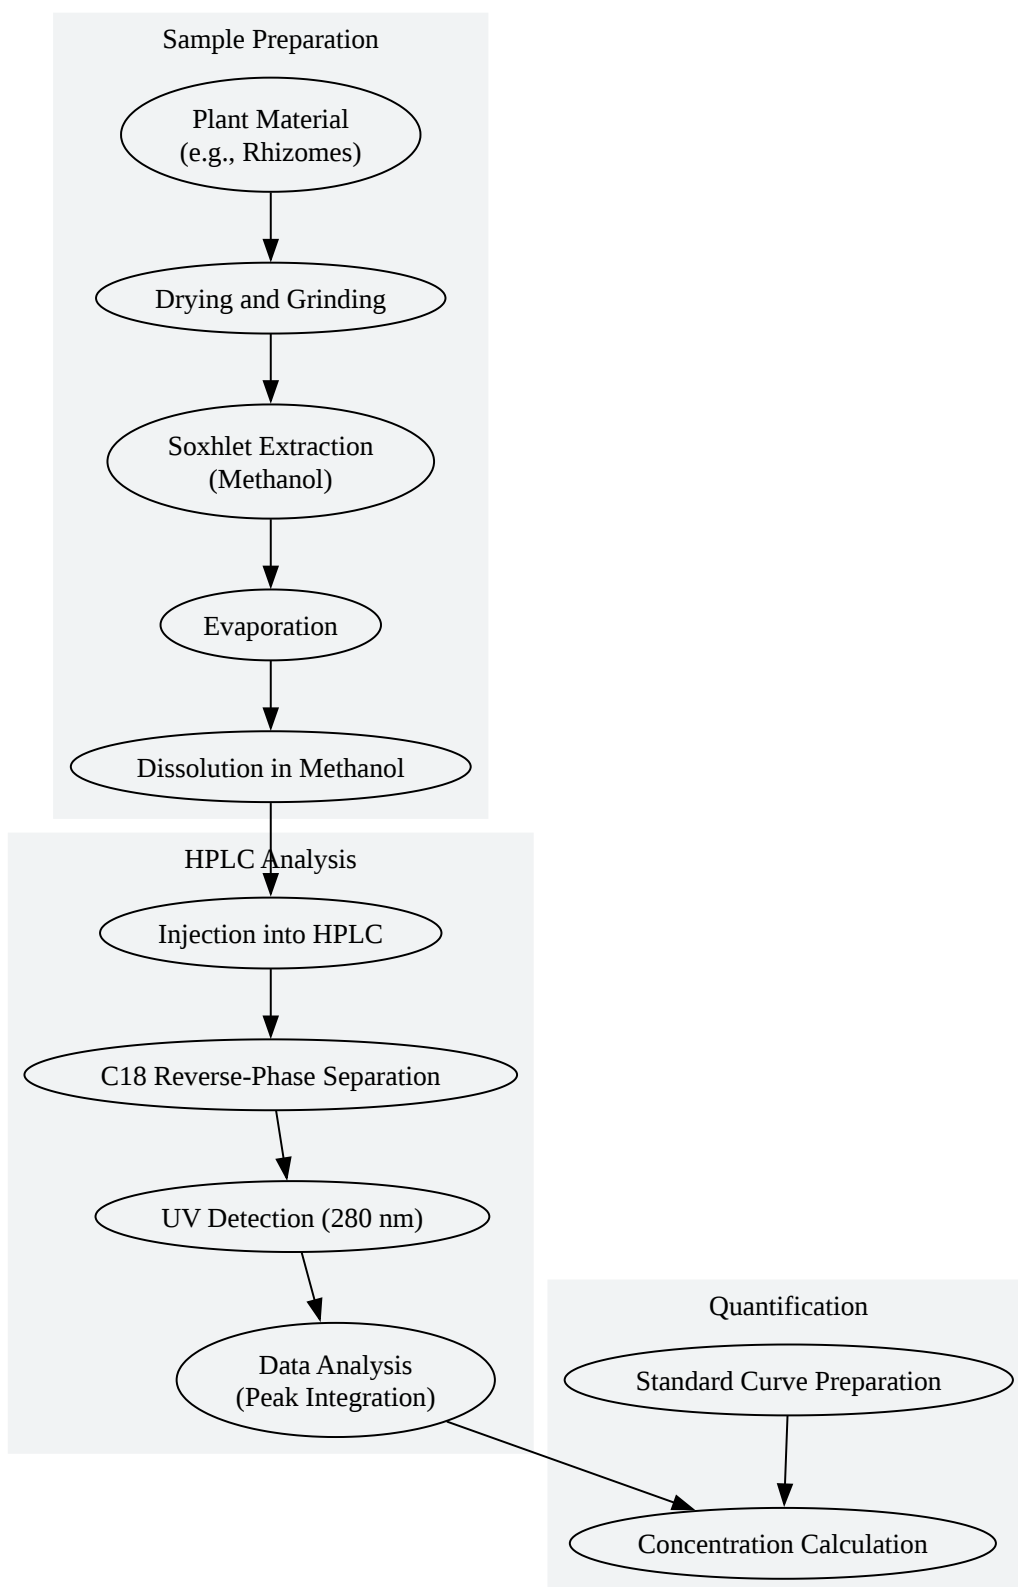 Sample Preparation
Plant Material
(e.g., Rhizomes)
Drying and Grinding
Soxhlet Extraction
(Methanol)
Evaporation
Dissolution in Methanol
HPLC Analysis
Injection into HPLC
C18 Reverse-Phase Separation
UV Detection (280 nm)
Data Analysis
(Peak Integration)
Quantification
Standard Curve Preparation
Concentration Calculation